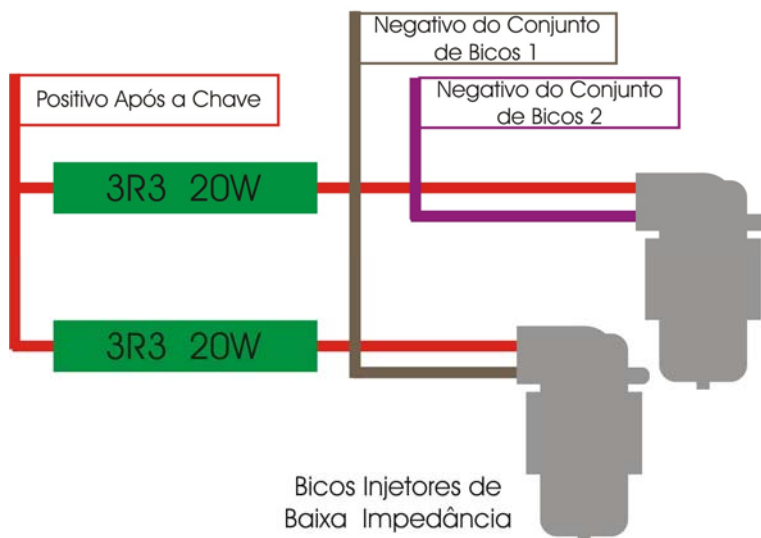 Negativo do Conjunto
de Bicos 1
Positivo Após a Chave
Negativo do Conjunto
de Bicos 2
3R3 20W
3R3 20W
Bicos Injetores de
Baixa Impedância